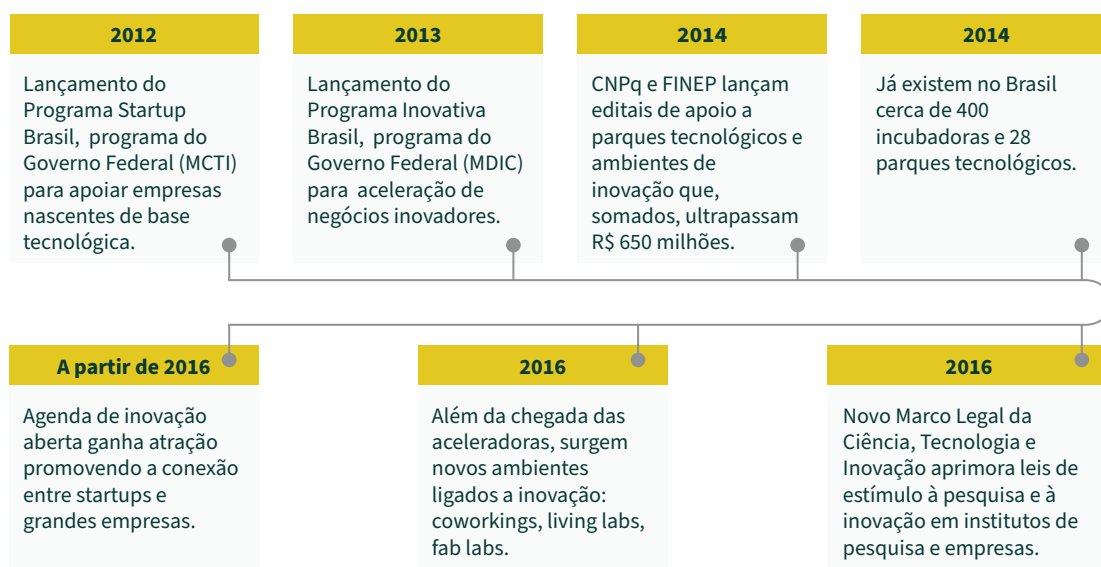 2012
Lançamento do
Programa Startup
Brasil, programa do
Governo Federal (MCTI)
para apoiar empresas
nascentes de base
tecnológica.
2013
Lançamento do
Programa Inovativa
Brasil, programa do
Governo Federal (MDIC)
para aceleração de
negócios inovadores.
2014
CNPq e FINEP lançam
editais de apoio a
parques tecnológicos e
ambientes de
inovação que,
somados, ultrapassam
R$ 650 milhões.
2014
Já existem no Brasil
cerca de 400
incubadoras e 28
parques tecnológicos.
2016
Novo Marco Legal da
Ciência, Tecnologia e
Inovação aprimora leis de
estímulo à pesquisa e à
inovação em institutos de
pesquisa e empresas.
2016
Além da chegada das
aceleradoras, surgem
novos ambientes
ligados a inovação:
coworkings, living labs,
fab labs.
A partir de 2016
Agenda de inovação
aberta ganha atração
promovendo a conexão
entre startups e
grandes empresas.